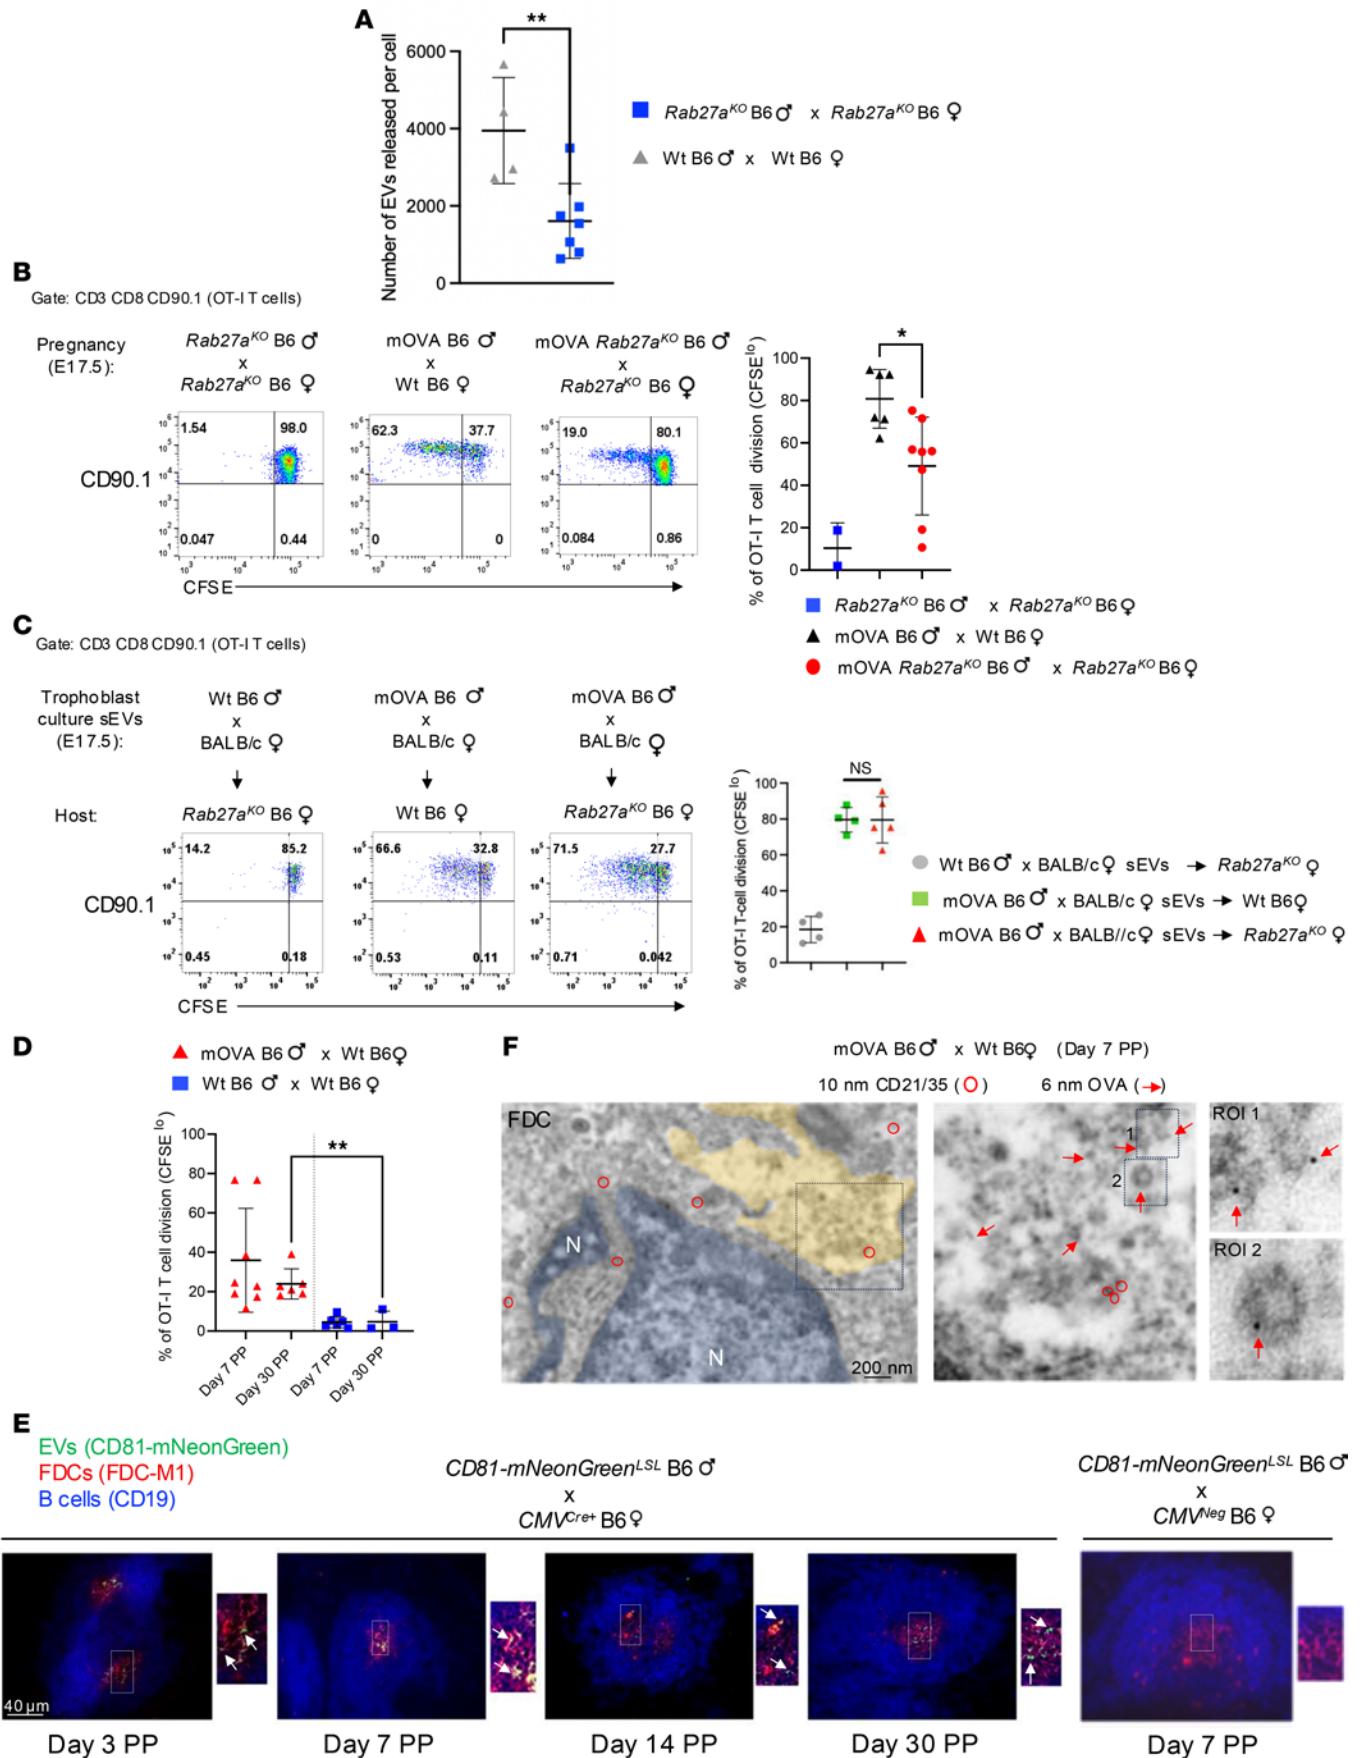 A
**
Number of EVs released per cell
6000
4000
2000
0
Rab27aKO B6 ♂ x Rab27aKO B6 ♀
Wt B6 ♂ x Wt B6 ♀
B
Gate: CD3 CD8 CD90.1 (OT-I T cells)
Pregnancy
(E17.5):
Rab27aKO B6 ♂
x
Rab27aKO B6 ♀
mOVA B6 ♂
x
Wt B6 ♀
mOVA Rab27aKO B6 ♂
x
Rab27aKO B6 ♀
CD90.1
1.54 98.0
0.047 0.44
62.3 37.7
0 0
19.0 80.1
0.084 0.86
CFSE
% of OT-I T cell division (CFSE lo)
100
80
60
40
20
0
*
Rab27aKO B6 ♂ x Rab27aKO B6 ♀
mOVA B6 ♂ x Wt B6 ♀
mOVA Rab27aKO B6 ♂ x Rab27aKO B6 ♀
C
Gate: CD3 CD8 CD90.1 (OT-I T cells)
Trophoblast
culture sEVs
(E17.5):
Wt B6 ♂
x
BALB/c ♀
mOVA B6 ♂
x
BALB/c ♀
mOVA B6 ♂
x
BALB/c ♀
Host:
Rab27aKO B6 ♀
Wt B6 ♀
Rab27aKO B6 ♀
CD90.1
14.2 85.2
0.45 0.18
66.6 32.8
0.53 0.11
71.5 27.7
0.71 0.042
CFSE
% of OT-I T-cell division (CFSE lo)
100
80
60
40
20
0
NS
Wt B6 ♂ x BALB/c ♀ sEVs → Rab27aKO ♀
mOVA B6 ♂ x BALB/c ♀ sEVs → Wt B6 ♀
mOVA B6 ♂ x BALB//c ♀ sEVs → Rab27aKO ♀
D
mOVA B6 ♂ x Wt B6 ♀
Wt B6 ♂ x Wt B6 ♀
% of OT-I T cell division (CFSE lo)
100
80
60
40
20
0
**
Day 7 PP
Day 30 PP
Day 7 PP
Day 30 PP
F
mOVA B6 ♂ x Wt B6 ♀ (Day 7 PP)
10 nm CD21/35 (O) 6 nm OVA (→)
FDC
N
N
200 nm
1
2
ROI 1
ROI 2
E
EVs (CD81-mNeonGreen)
FDCs (FDC-M1)
B cells (CD19)
CD81-mNeonGreenLSL B6 ♂
x
CMVCre+ B6 ♀
CD81-mNeonGreenLSL B6 ♂
x
CMVNeg B6 ♀
40 µm
Day 3 PP
Day 7 PP
Day 14 PP
Day 30 PP
Day 7 PP